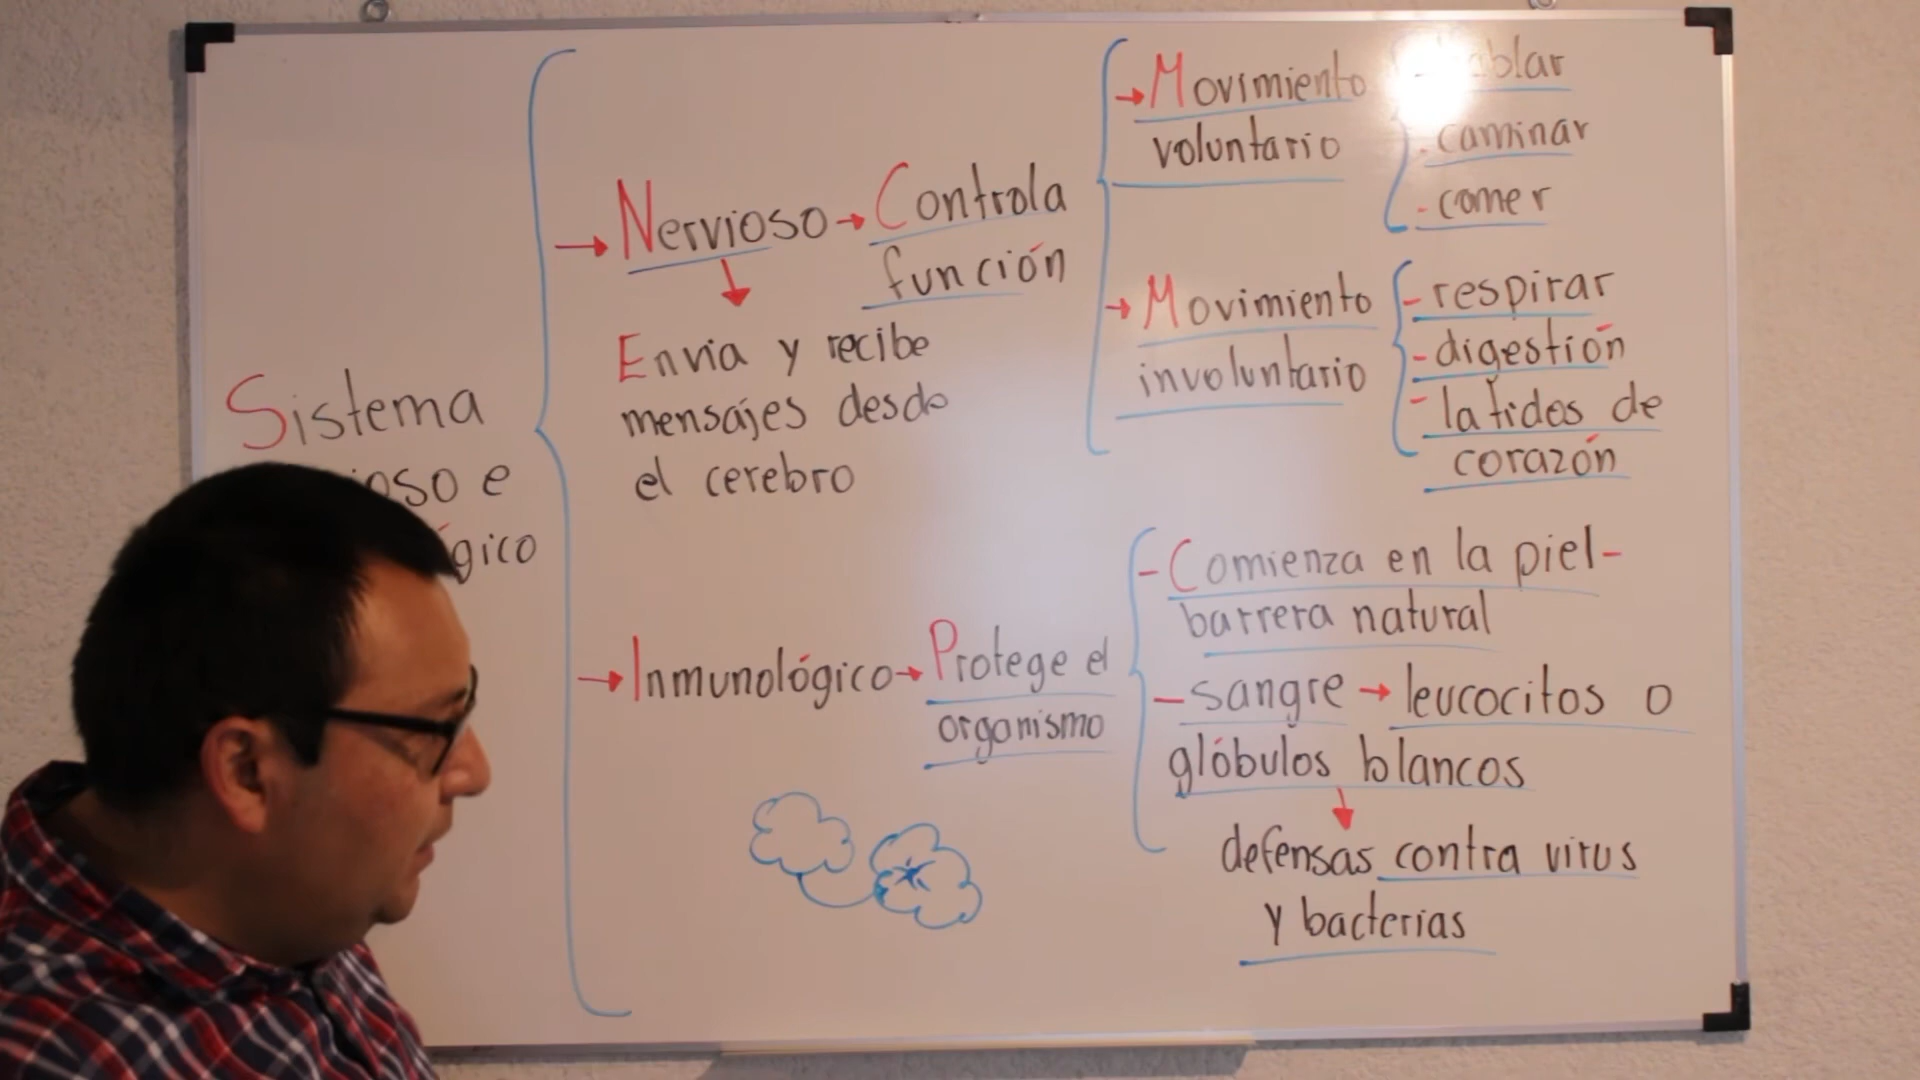 Sistema
e
Nervioso → Controla
función
Envia y recibe
mensajes desde
el cerebro
→ Movimiento
voluntario
- caminar
- comer
→ Movimiento
involuntario
- respirar
- digestión
- latidos de
corazón
→ Inmunológico → Protege el
organismo
- Comienza en la piel-
barrera natural
- sangre → leucocitos o
glóbulos blancos
defensas contra virus
y bacterias